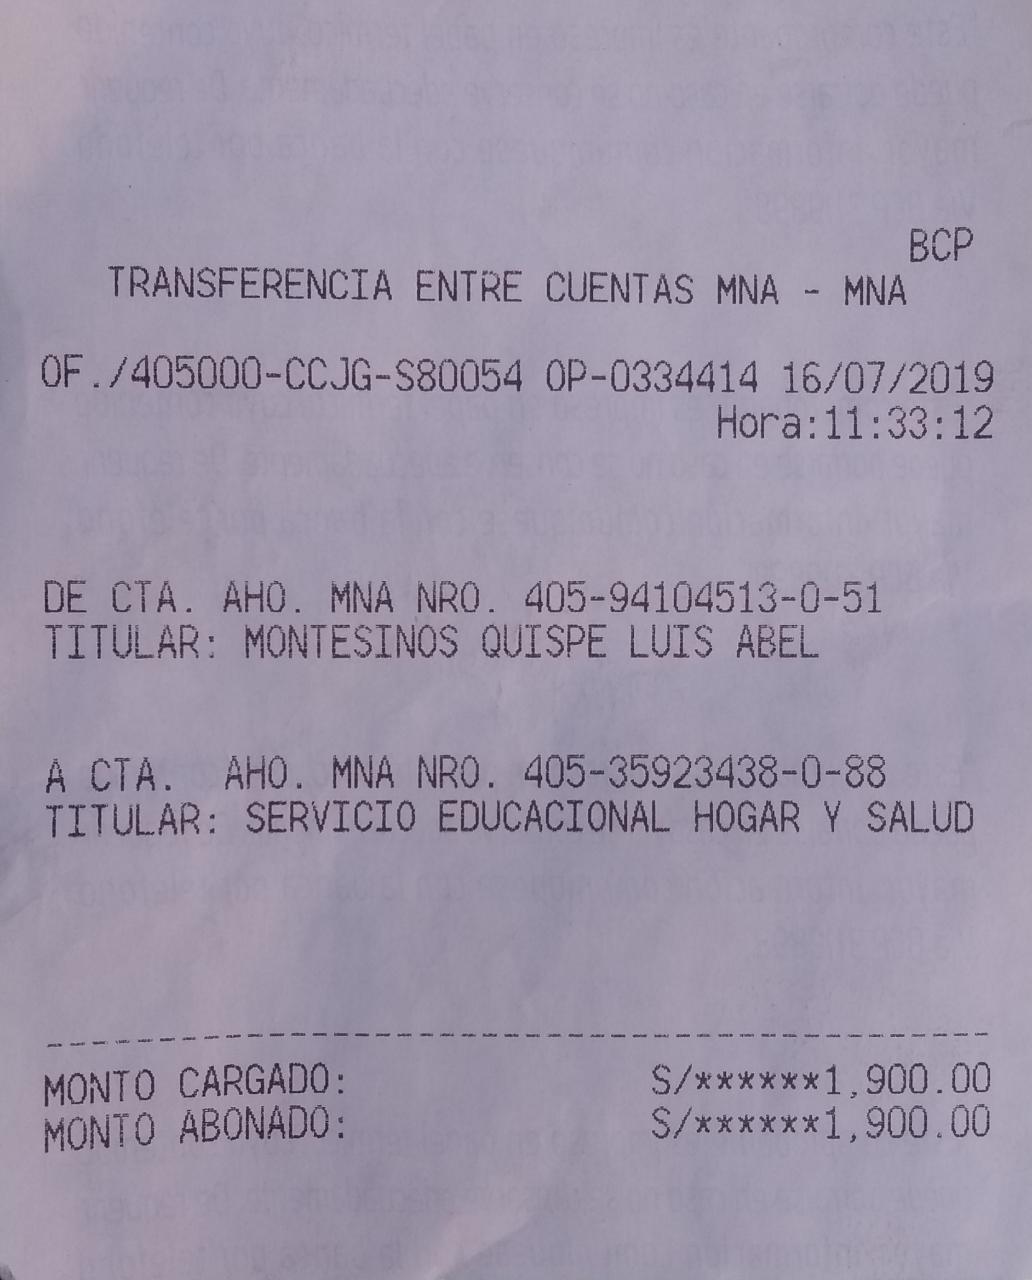 BCP
TRANSFERENCIA ENTRE CUENTAS MNA - MNA
OF./405000-CCJG-S80054 OP-0334414 16/07/2019
Hora:11:33:12
DE CTA. AHO. MNA NRO. 405-94104513-0-51
TITULAR: MONTESINOS QUISPE LUIS ABEL
A CTA. AHO. MNA NRO. 405-35923438-0-88
TITULAR: SERVICIO EDUCACIONAL HOGAR Y SALUD
MONTO CARGADO: S/******1,900.00
MONTO ABONADO: S/******1,900.00